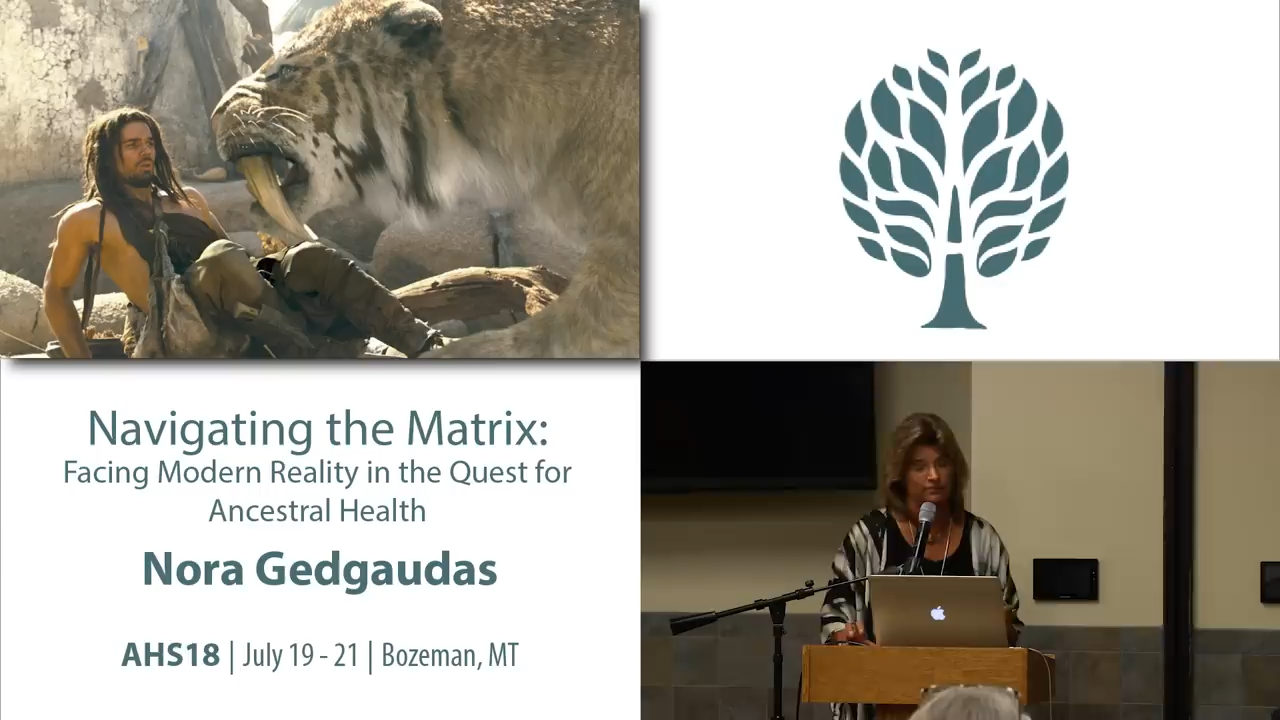 Navigating the Matrix:
Facing Modern Reality in the Quest for
Ancestral Health
Nora Gedgaudas
AHS18 | July 19 - 21 | Bozeman, MT